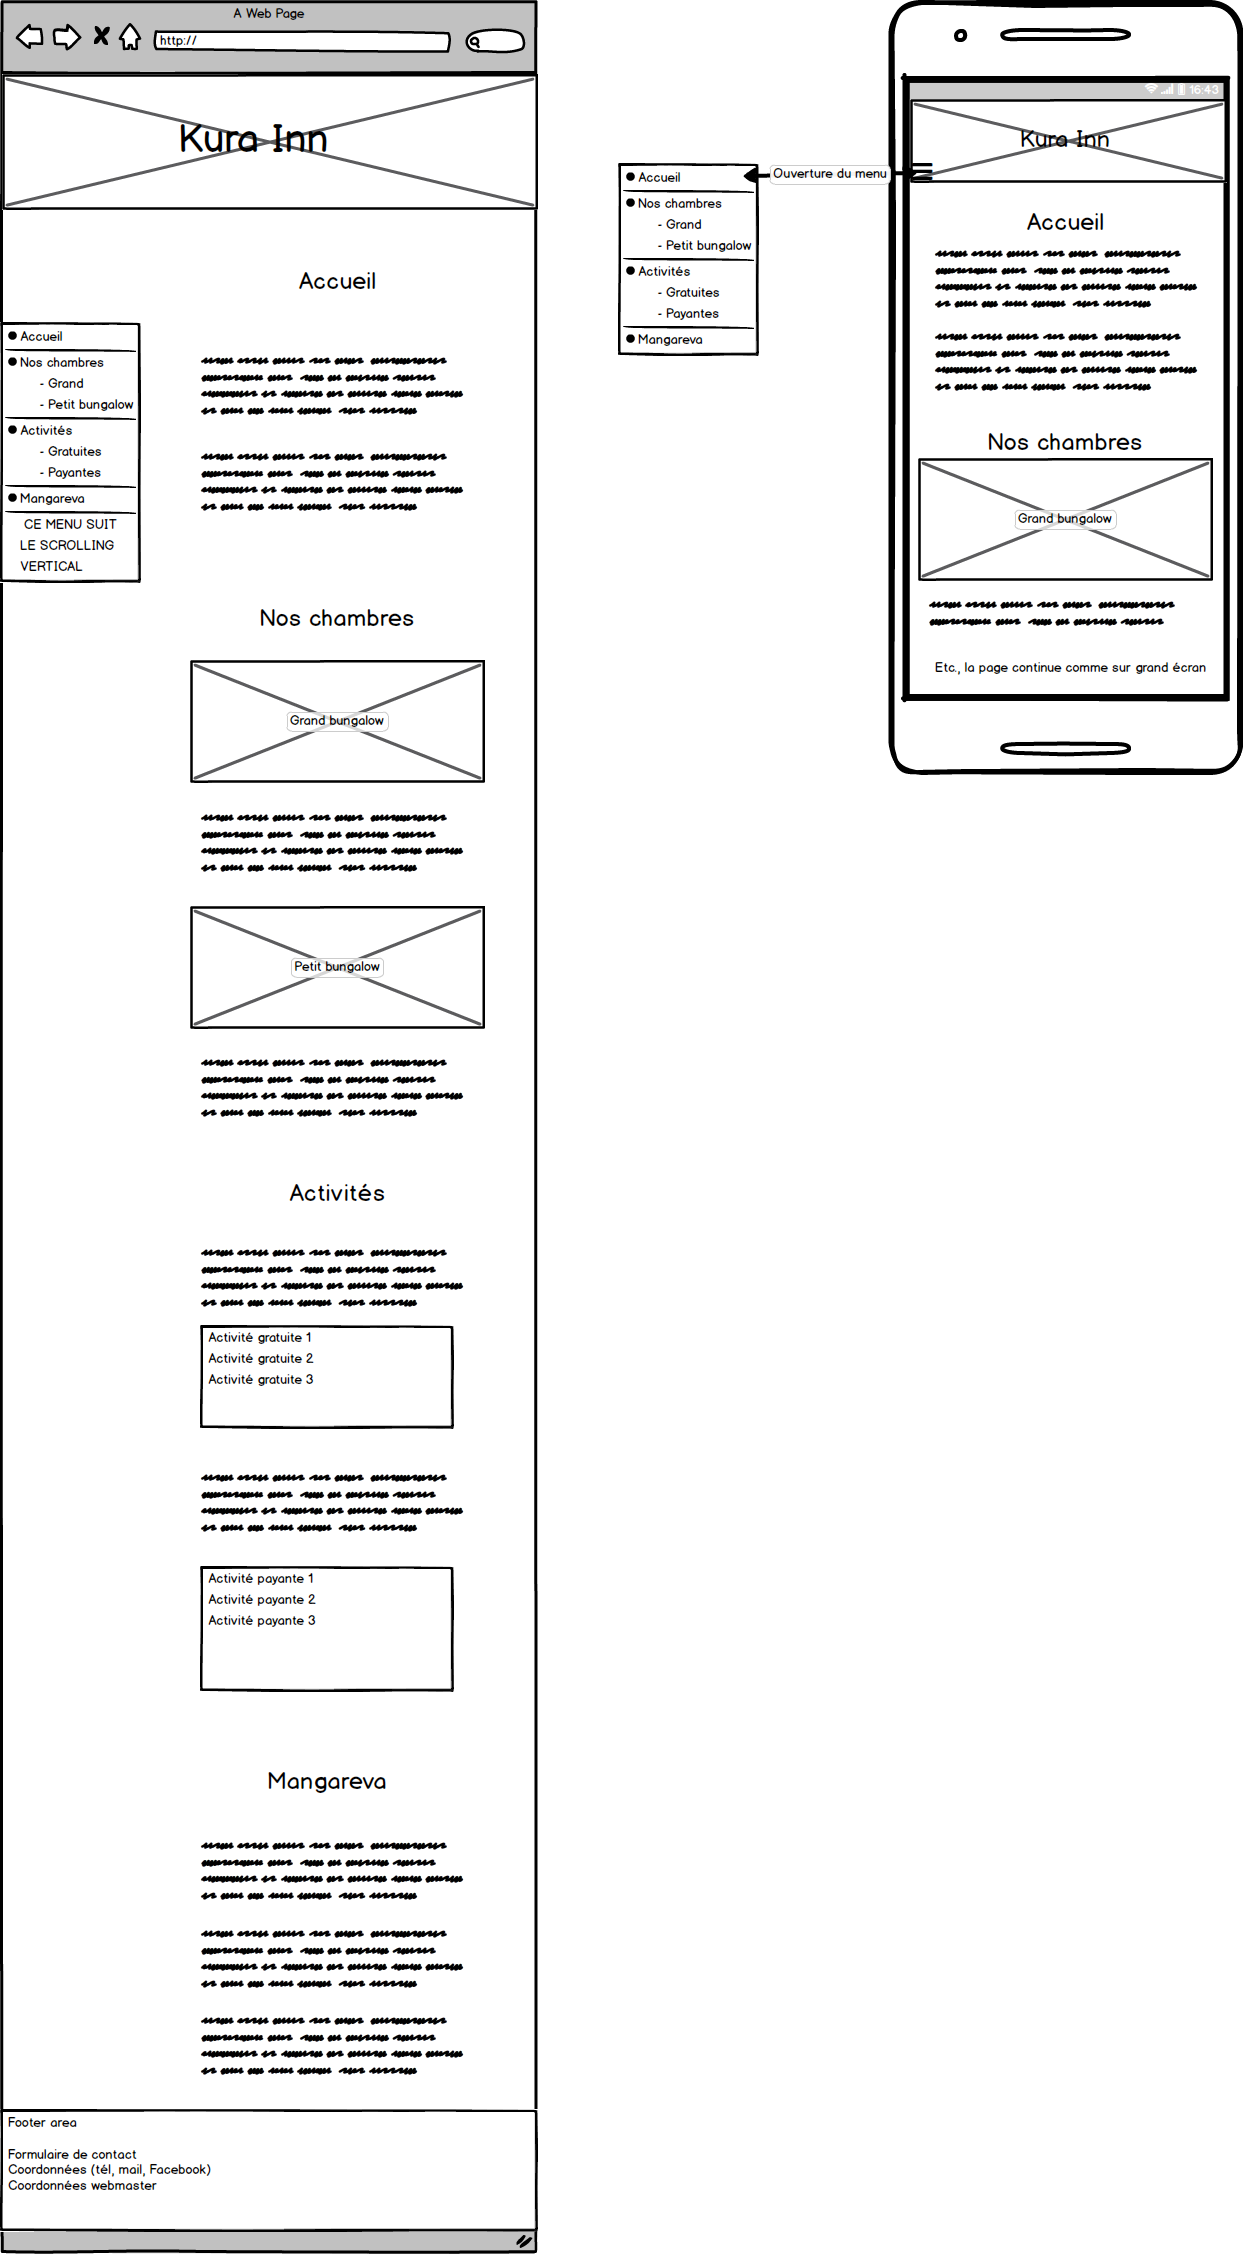 A Web Page
http://
Kura Inn
Accueil
Accueil
Nos chambres
- Grand
- Petit bungalow
Activités
- Gratuites
- Payantes
Mangareva
CE MENU SUIT
LE SCROLLING
VERTICAL
Nos chambres
Grand bungalow
Petit bungalow
Activités
Activité gratuite 1
Activité gratuite 2
Activité gratuite 3
Activité payante 1
Activité payante 2
Activité payante 3
Mangareva
Footer area
Formulaire de contact
Coordonnées (tél, mail, Facebook)
Coordonnées webmaster
Accueil
Nos chambres
- Grand
- Petit bungalow
Activités
- Gratuites
- Payantes
Mangareva
Ouverture du menu
16:43
Kura Inn
Accueil
Nos chambres
Grand bungalow
Etc., la page continue comme sur grand écran